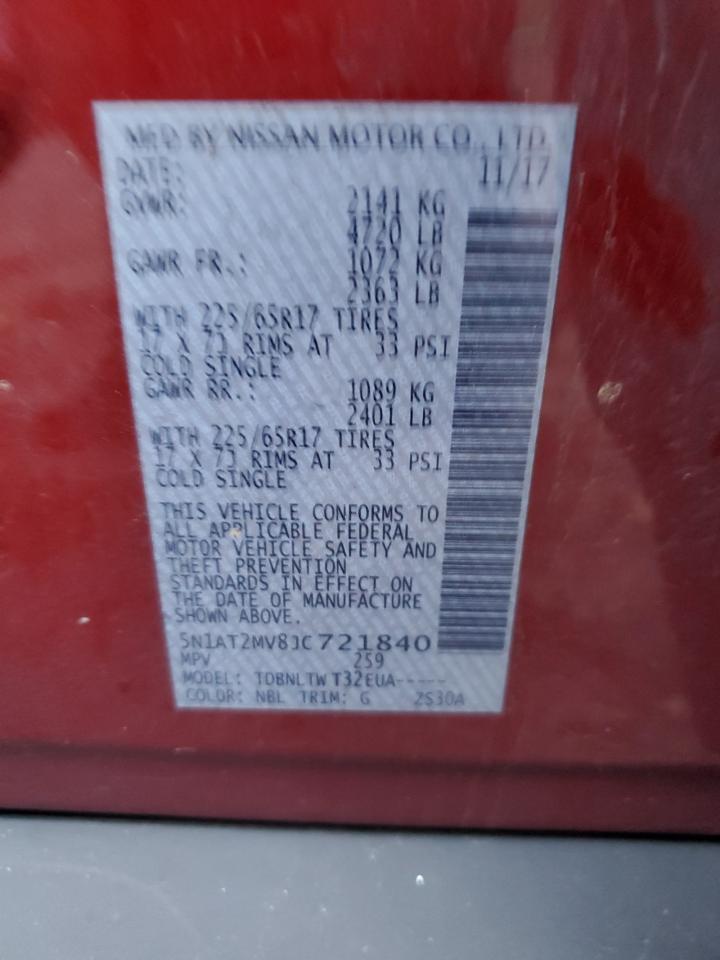 MFD BY NISSAN MOTOR CO., LTD.
DATE: 11/17
GVWR: 2141 KG
4720 LB
GAWR FR.: 1072 KG
2363 LB
WITH 225/65R17 TIRES
17 X 7J RIMS AT 33 PSI
COLD SINGLE
GAWR RR.: 1089 KG
2401 LB
WITH 225/65R17 TIRES
17 X 7J RIMS AT 33 PSI
COLD SINGLE
THIS VEHICLE CONFORMS TO
ALL APPLICABLE FEDERAL
MOTOR VEHICLE SAFETY AND
THEFT PREVENTION
STANDARDS IN EFFECT ON
THE DATE OF MANUFACTURE
SHOWN ABOVE.
5N1AT2MV8JC721840
MPV 259
MODEL: TDBNLTW T32EUA-----
COLOR: NBL TRIM: G ZS30A